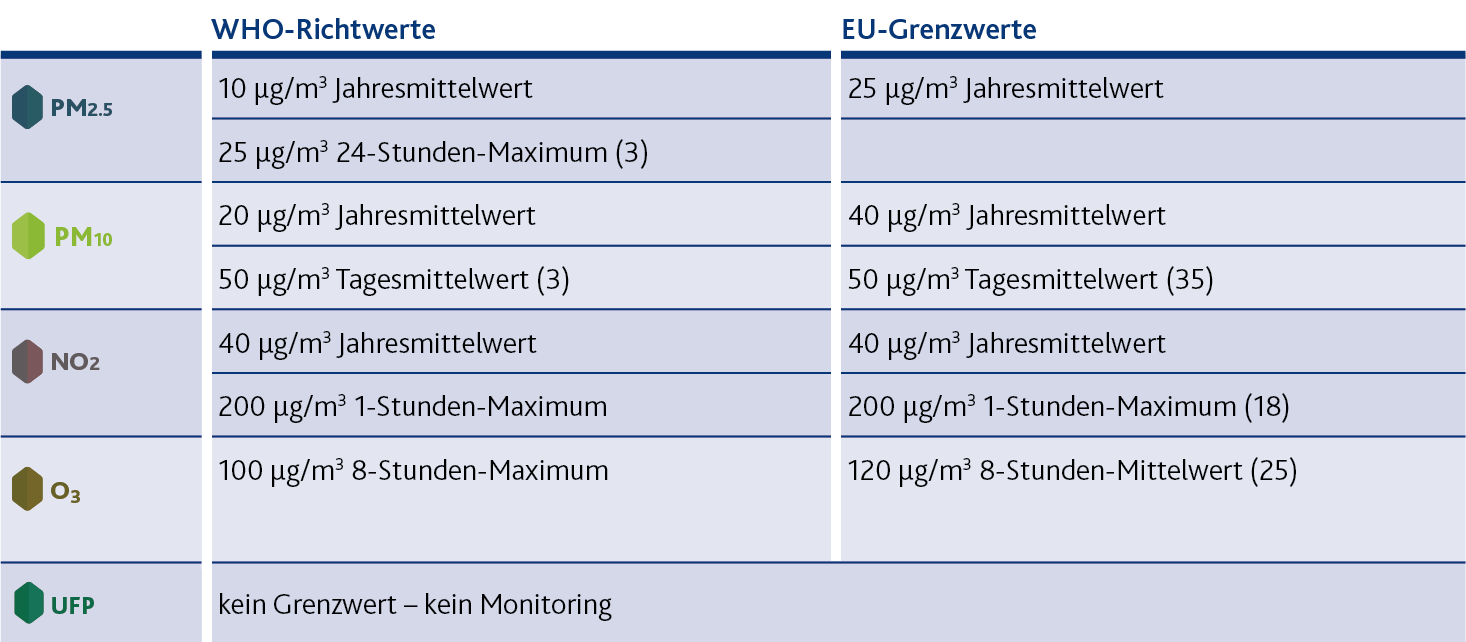 WHO-Richtwerte EU-Grenzwerte
PM2.5 10 µg/m³ Jahresmittelwert 25 µg/m³ Jahresmittelwert
25 µg/m³ 24-Stunden-Maximum (3)
PM10 20 µg/m³ Jahresmittelwert 40 µg/m³ Jahresmittelwert
50 µg/m³ Tagesmittelwert (3) 50 µg/m³ Tagesmittelwert (35)
NO2 40 µg/m³ Jahresmittelwert 40 µg/m³ Jahresmittelwert
200 µg/m³ 1-Stunden-Maximum 200 µg/m³ 1-Stunden-Maximum (18)
O3 100 µg/m³ 8-Stunden-Maximum 120 µg/m³ 8-Stunden-Mittelwert (25)
UFP kein Grenzwert – kein Monitoring